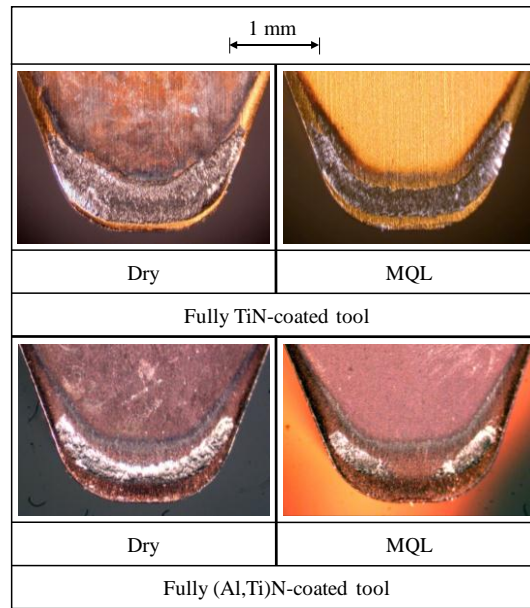 1 mm
Dry MQL
Fully TiN-coated tool
Dry MQL
Fully (Al,Ti)N-coated tool